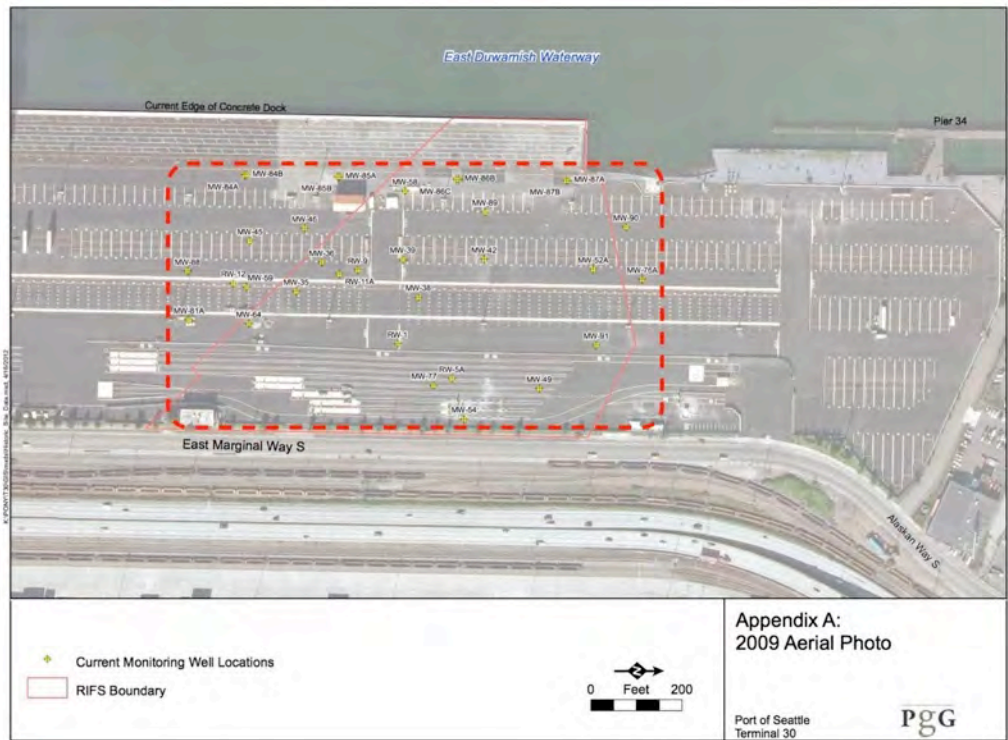 East Duwamish Waterway
Current Edge of Concrete Dock
Pier 34
MW-84B
MW-85A
MW-58
MW-86B
MW-87A
MW-84A
MW-85B
MW-86C
MW-87B
MW-89
MW-46
MW-90
MW-45
MW-36
RW-9
MW-39
MW-42
MW-52A
MW-88
MW-76A
RW-12
MW-59
MW-35
RW-11A
MW-38
MW-81A
MW-64
RW-1
MW-91
RW-5A
MW-77
MW-49
MW-54
East Marginal Way S
Alaskan Way S
Current Monitoring Well Locations
RIFS Boundary
N
0 Feet 200
Appendix A:
2009 Aerial Photo
Port of Seattle
Terminal 30
PgG